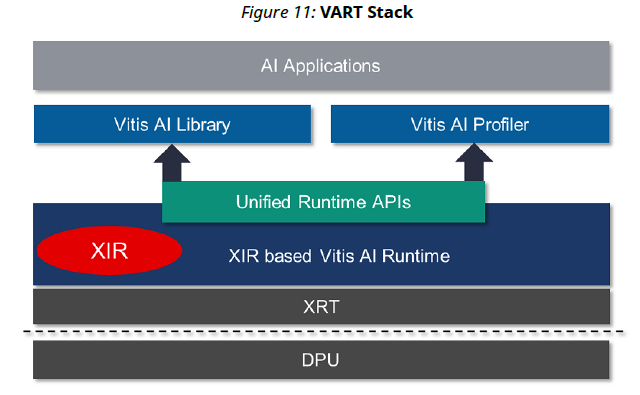 Figure 11: VART Stack
AI Applications
Vitis AI Library
Vitis AI Profiler
Unified Runtime APIs
XIR
XIR based Vitis AI Runtime
XRT
DPU